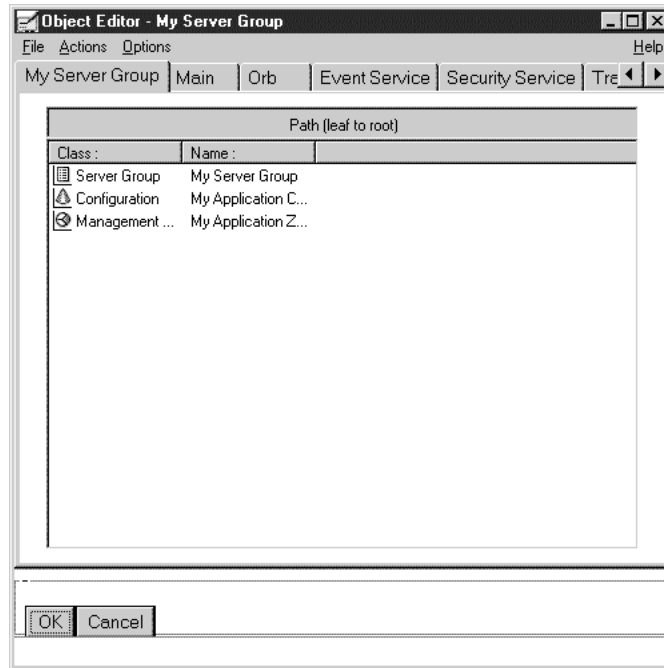 Object Editor - My Server Group
File Actions Options Help
My Server Group Main Orb Event Service Security Service Tra
Path (leaf to root)
Class : Name :
Server Group My Server Group
Configuration My Application C...
Management ... My Application Z...
OK Cancel